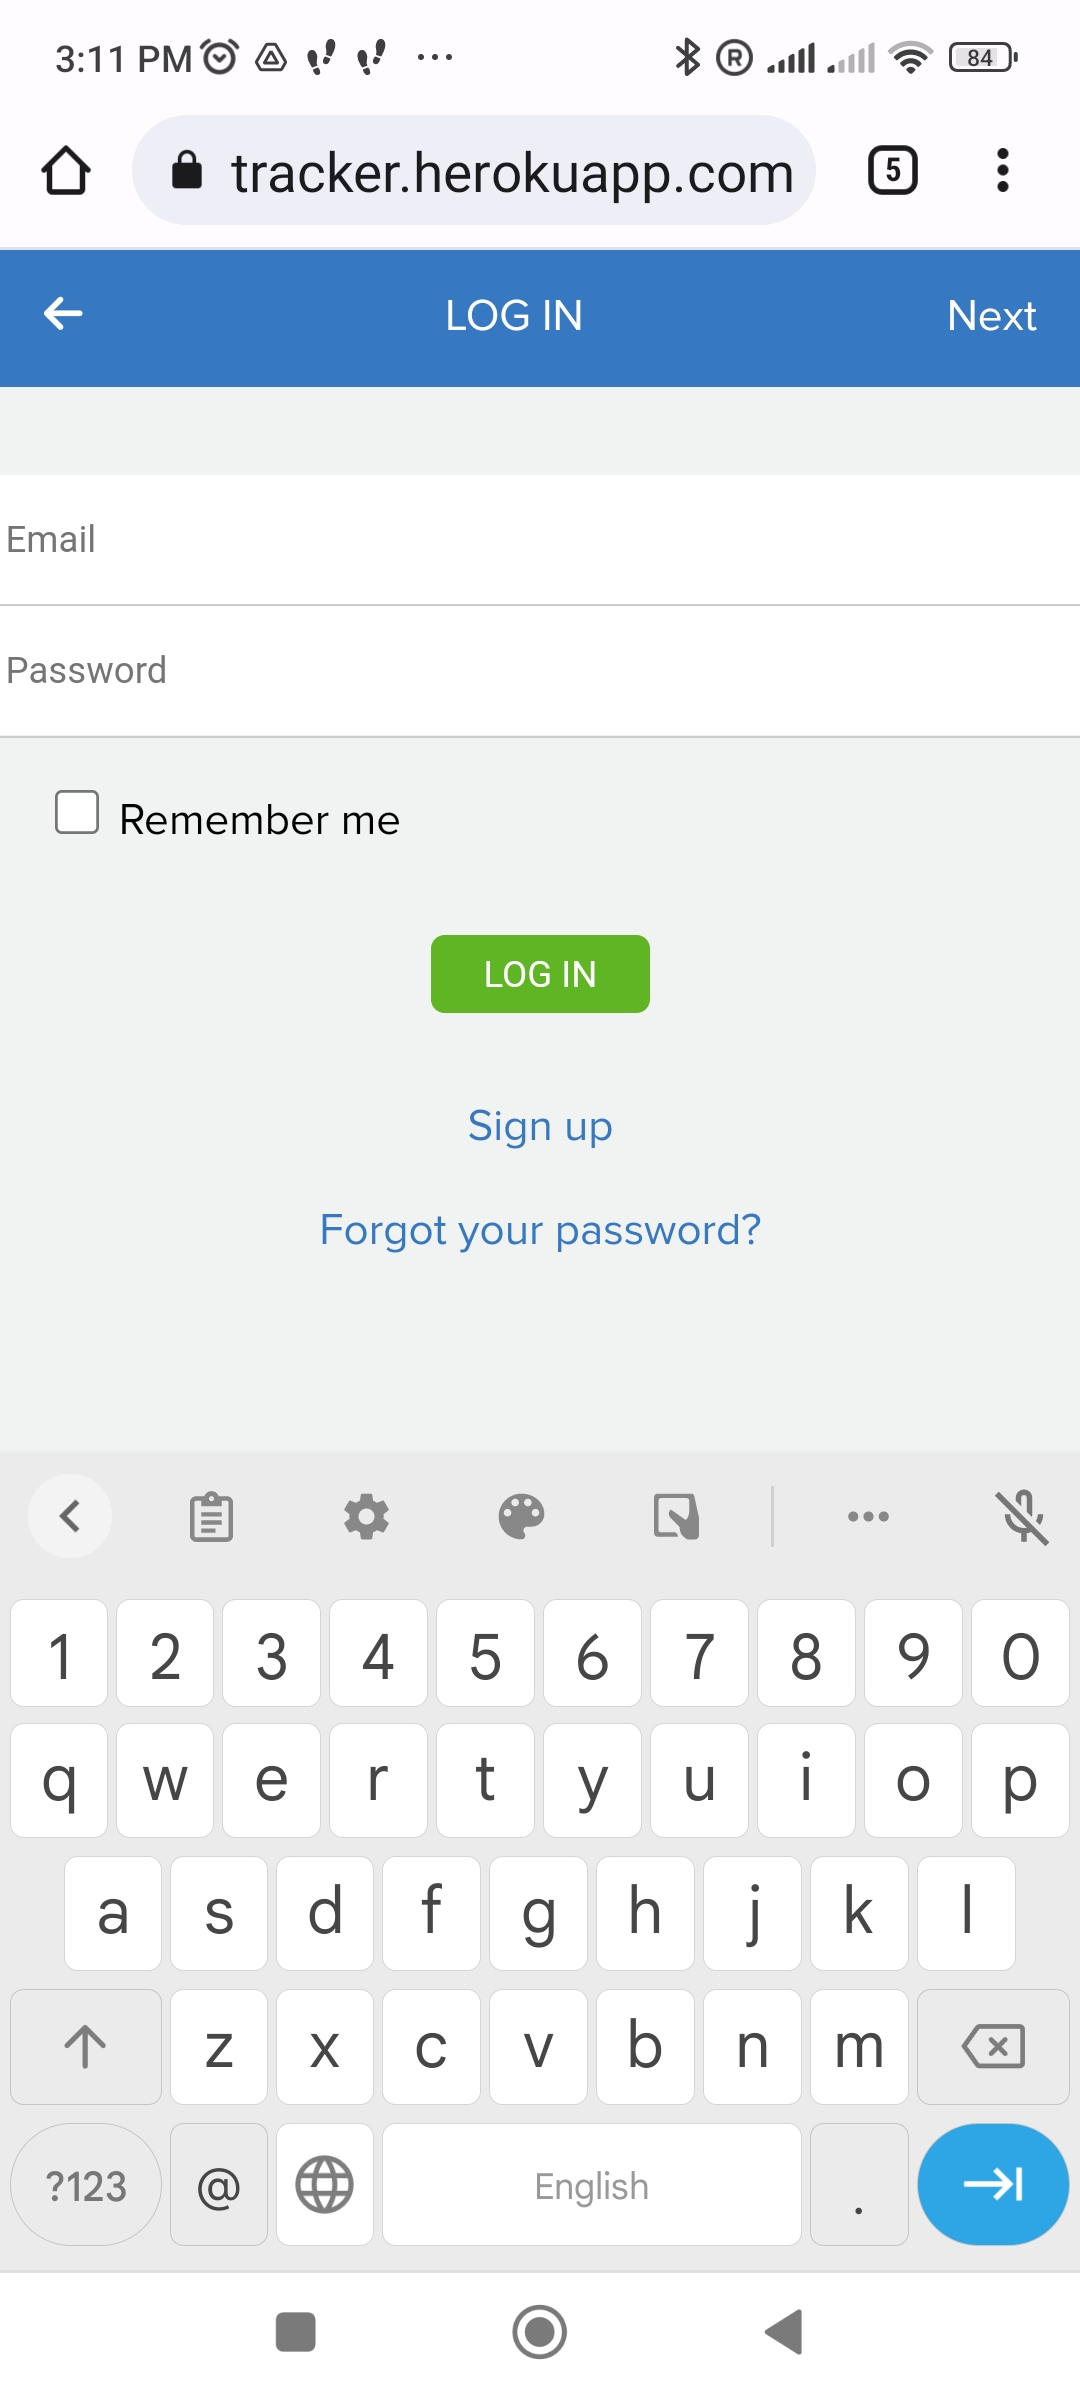 3:11 PM ... R 84
tracker.herokuapp.com 5
LOG IN Next
Email
Password
Remember me
LOG IN
Sign up
Forgot your password?
1 2 3 4 5 6 7 8 9 0
q w e r t y u i o p
a s d f g h j k l
z x c v b n m
?123 @ English .